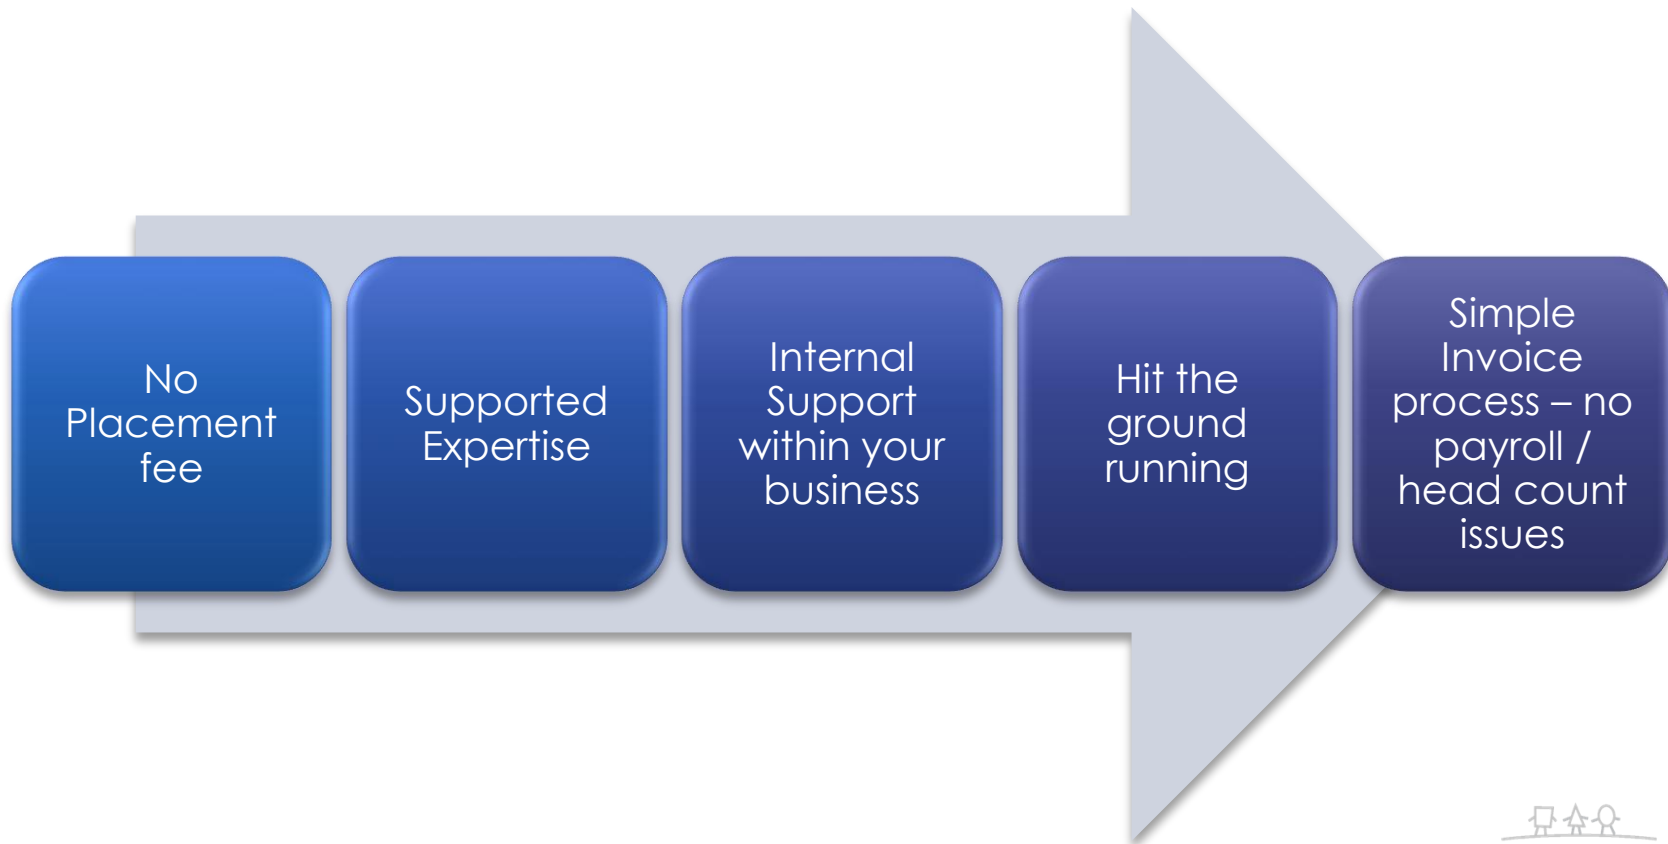 No
Placement
fee
Supported
Expertise
Internal
Support
within your
business
Hit the
ground
running
Simple
Invoice
process – no
payroll /
head count
issues